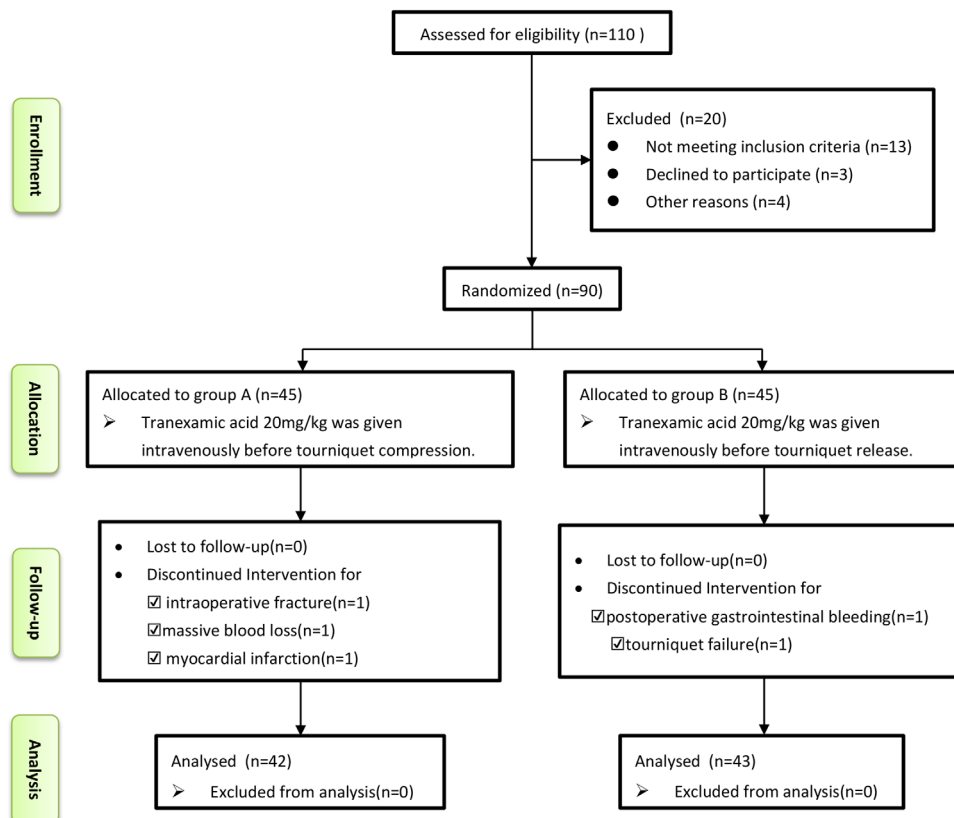 Assessed for eligibility (n=110 )
Enrollment
Excluded  (n=20)
● Not meeting inclusion criteria (n=13)
● Declined to participate (n=3)
● Other reasons (n=4)
Randomized (n=90)
Allocation
Allocated to group A (n=45)
➢ Tranexamic acid 20mg/kg was given
intravenously before tourniquet compression.
Allocated to group B (n=45)
➢ Tranexamic acid 20mg/kg was given
intravenously before tourniquet release.
Follow-up
• Lost to follow-up(n=0)
• Discontinued Intervention for
☑ intraoperative fracture(n=1)
☑massive blood loss(n=1)
☑ myocardial infarction(n=1)
• Lost to follow-up(n=0)
• Discontinued Intervention for
☑postoperative gastrointestinal bleeding(n=1)
☑tourniquet failure(n=1)
Analysis
Analysed  (n=42)
➢ Excluded from analysis(n=0)
Analysed  (n=43)
➢ Excluded from analysis(n=0)